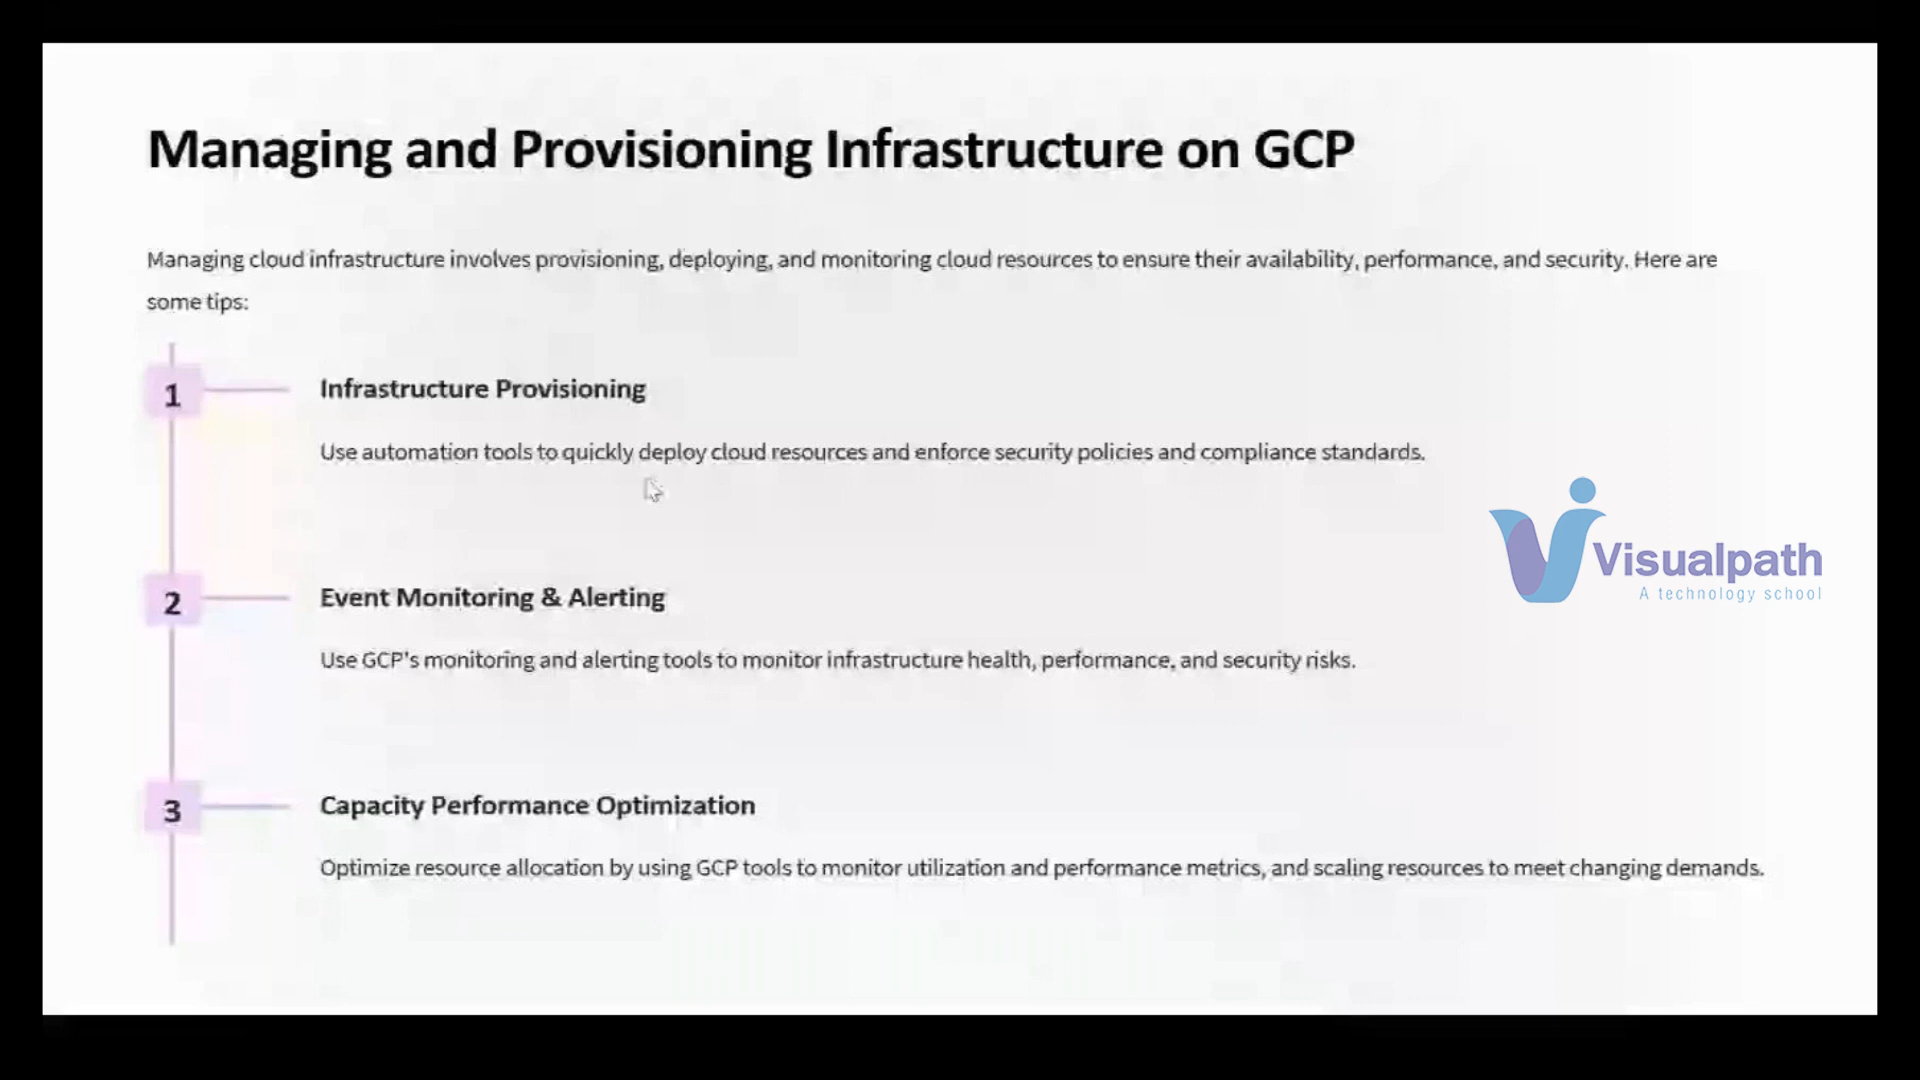 Managing and Provisioning Infrastructure on GCP
Managing cloud infrastructure involves provisioning, deploying, and monitoring cloud resources to ensure their availability, performance, and security. Here are
some tips:
1
Infrastructure Provisioning
Use automation tools to quickly deploy cloud resources and enforce security policies and compliance standards.
Visualpath
A technology school
2
Event Monitoring & Alerting
Use GCP's monitoring and alerting tools to monitor infrastructure health, performance, and security risks.
3
Capacity Performance Optimization
Optimize resource allocation by using GCP tools to monitor utilization and performance metrics, and scaling resources to meet changing demands.